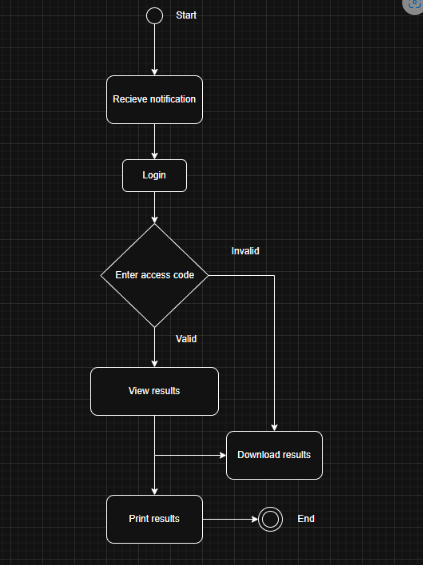 Start
Recieve notification
Login
Invalid
Enter access code
Valid
View results
Download results
Print results
End